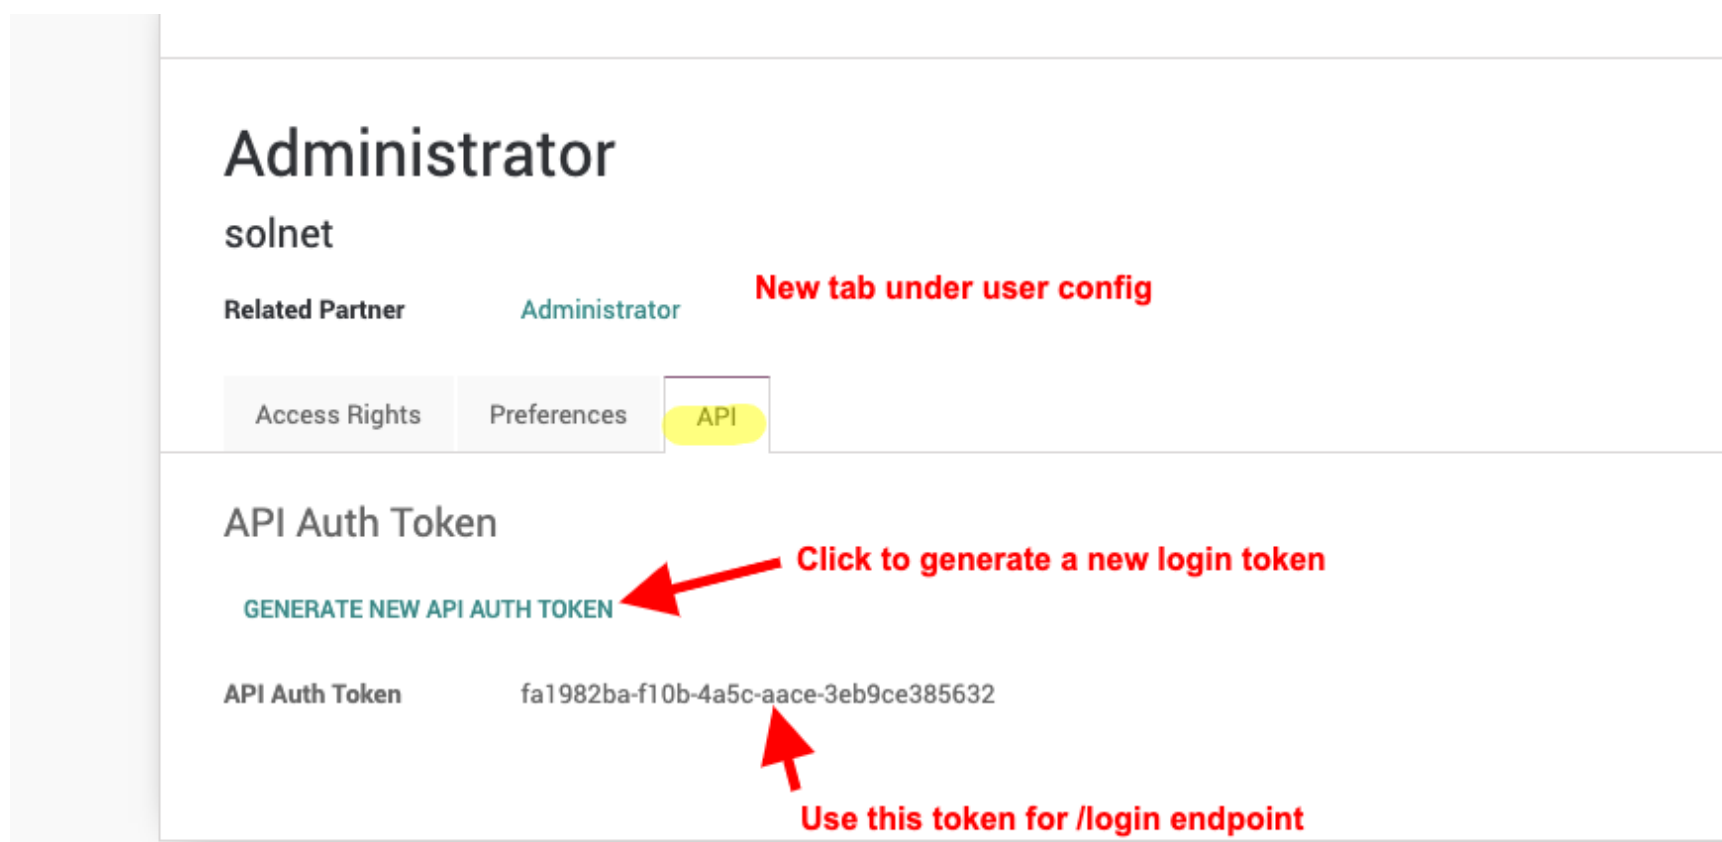 Administrator
solnet
New tab under user config
Related Partner Administrator
Access Rights Preferences API
API Auth Token
Click to generate a new login token
GENERATE NEW API AUTH TOKEN
API Auth Token fa1982ba-f10b-4a5c-aace-3eb9ce385632
Use this token for /login endpoint